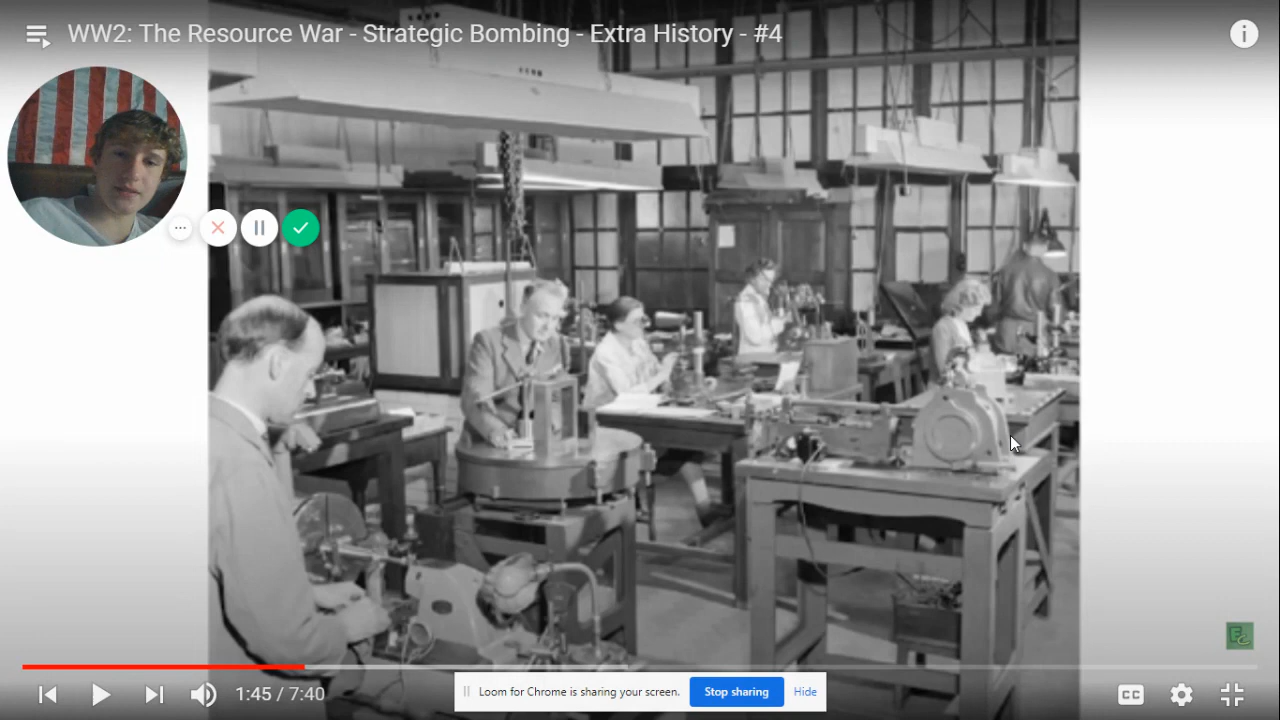 WW2: The Resource War - Strategic Bombing - Extra History - #4
1:45 / 7:40
Loom for Chrome is sharing your screen.
Stop sharing
Hide
CC